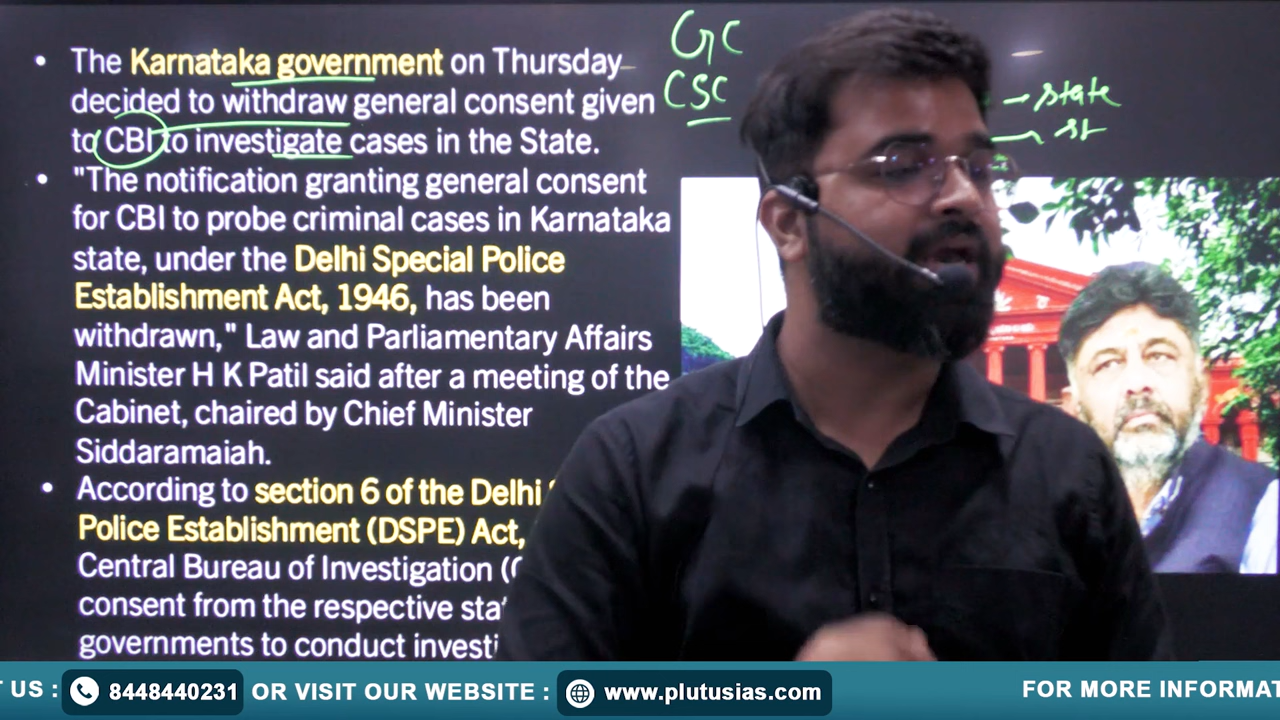 • The Karnataka government on Thursday
decided to withdraw general consent given
to CBI to investigate cases in the State.
• "The notification granting general consent
for CBI to probe criminal cases in Karnataka
state, under the Delhi Special Police
Establishment Act, 1946, has been
withdrawn," Law and Parliamentary Affairs
Minister H K Patil said after a meeting of the
Cabinet, chaired by Chief Minister
Siddaramaiah.
• According to section 6 of the Delhi
Police Establishment (DSPE) Act,
Central Bureau of Investigation (
consent from the respective sta
governments to conduct investi
GC
CSC
→ state
T US : 8448440231 OR VISIT OUR WEBSITE : www.plutusias.com FOR MORE INFORMAT